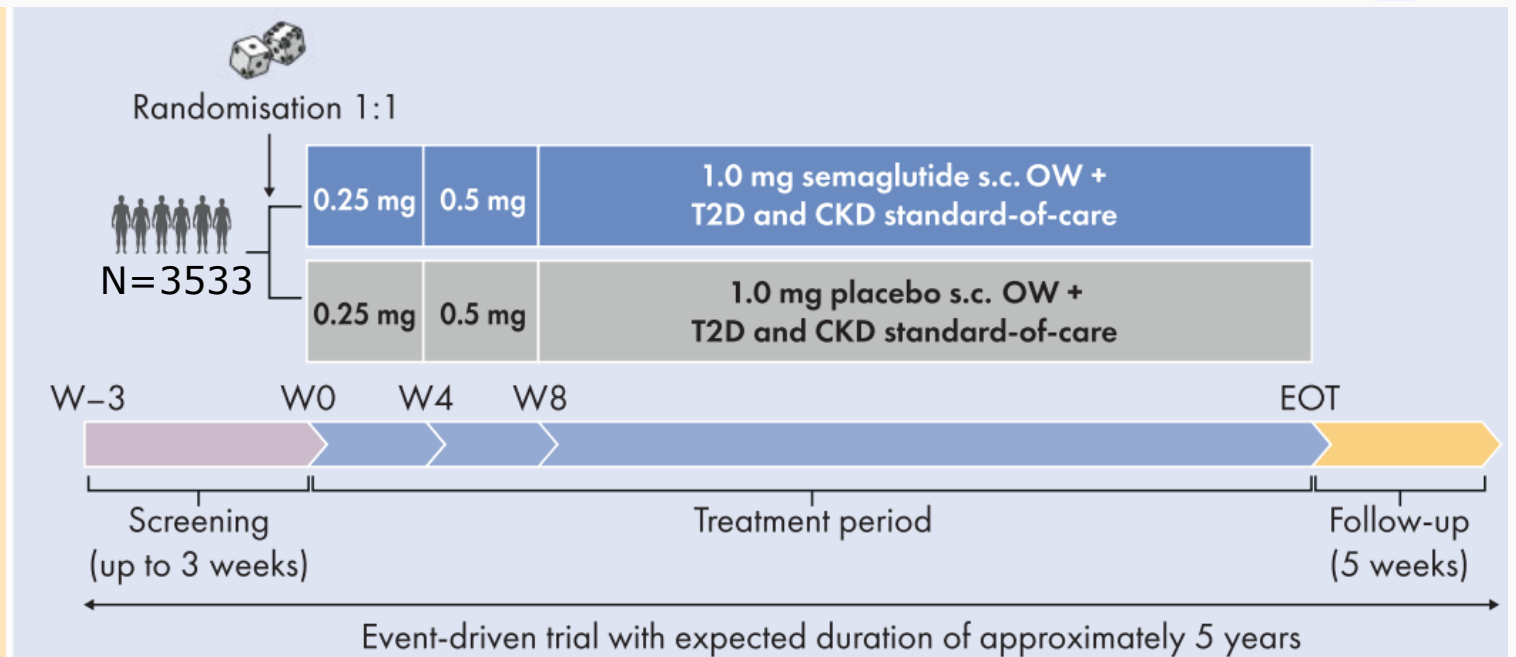 Randomisation 1:1
0.25 mg
0.5 mg
1.0 mg semaglutide s.c. OW +
T2D and CKD standard-of-care
N=3533
0.25 mg
0.5 mg
1.0 mg placebo s.c. OW +
T2D and CKD standard-of-care
W–3
W0
W4
W8
EOT
Screening
(up to 3 weeks)
Treatment period
Follow-up
(5 weeks)
Event-driven trial with expected duration of approximately 5 years